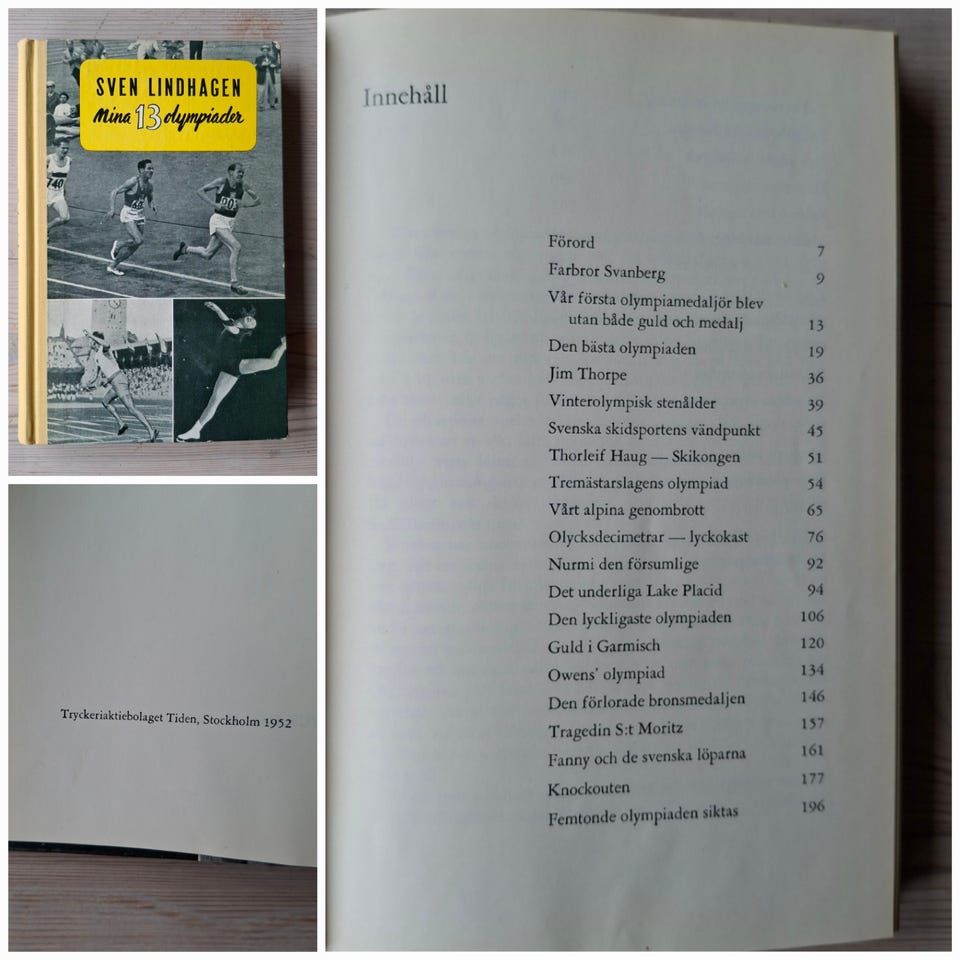 SVEN LINDHAGEN
Mina 13 olympiader
740
Innehåll
Förord 7
Farbror Svanberg 9
Vår första olympiamedaljör blev
utan både guld och medalj 13
Den bästa olympiaden 19
Jim Thorpe 36
Vinterolympisk stenålder 39
Svenska skidsportens vändpunkt 45
Thorleif Haug — Skikongen 51
Tremästarslagens olympiad 54
Vårt alpina genombrott 65
Olycksdecimetrar — lyckokast 76
Nurmi den försumlige 92
Det underliga Lake Placid 94
Den lyckligaste olympiaden 106
Guld i Garmisch 120
Owens' olympiad 134
Den förlorade bronsmedaljen 146
Tragedin S:t Moritz 157
Fanny och de svenska löparna 161
Knockouten 177
Femtonde olympiaden siktas 196
Tryckeriaktiebolaget Tiden, Stockholm 1952